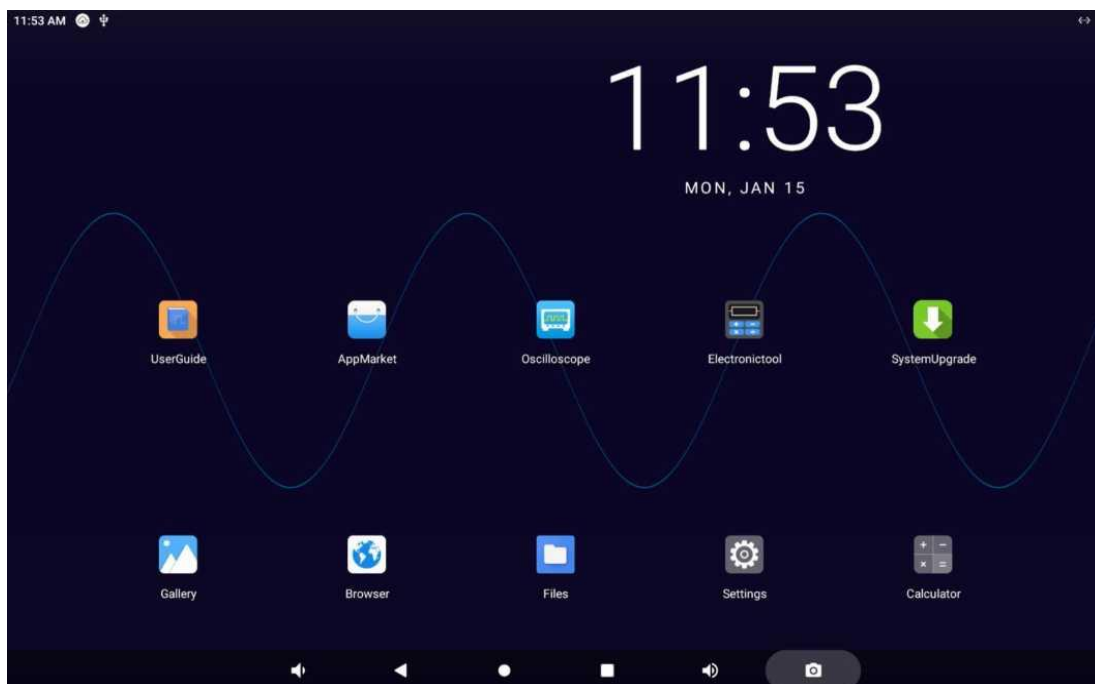 11:53 AM
11:53
MON, JAN 15
UserGuide AppMarket Oscilloscope Electronictool SystemUpgrade
Gallery Browser Files Settings Calculator